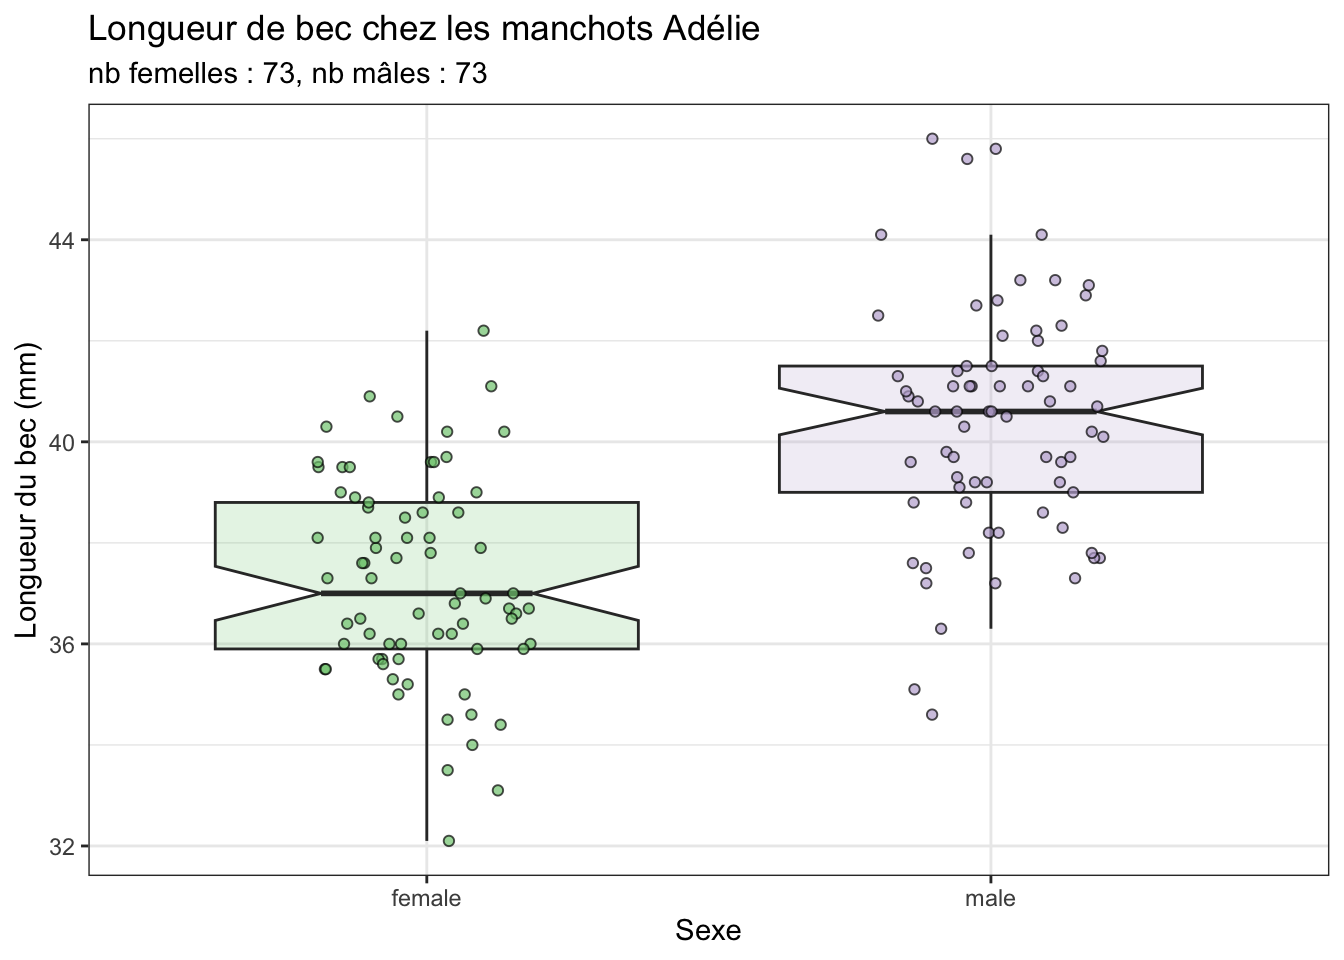 Longueur de bec chez les manchots Adélie
nb femelles : 73, nb mâles : 73
Longueur du bec (mm)
44
40
36
32
female
male
Sexe